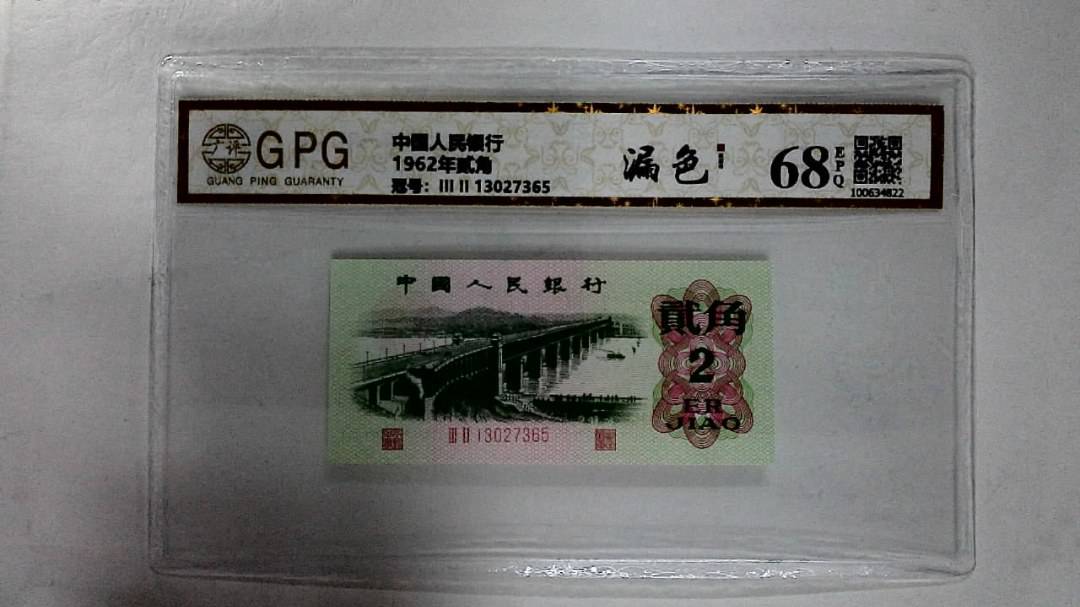 GPG
GUANG PING GUARANTY
中國人民银行
1962年贰角
冠号: III II 13027365
漏色
68 EPQ
100634822
中國人民銀行
貳角
2
ER
JIAO
III II 13027365